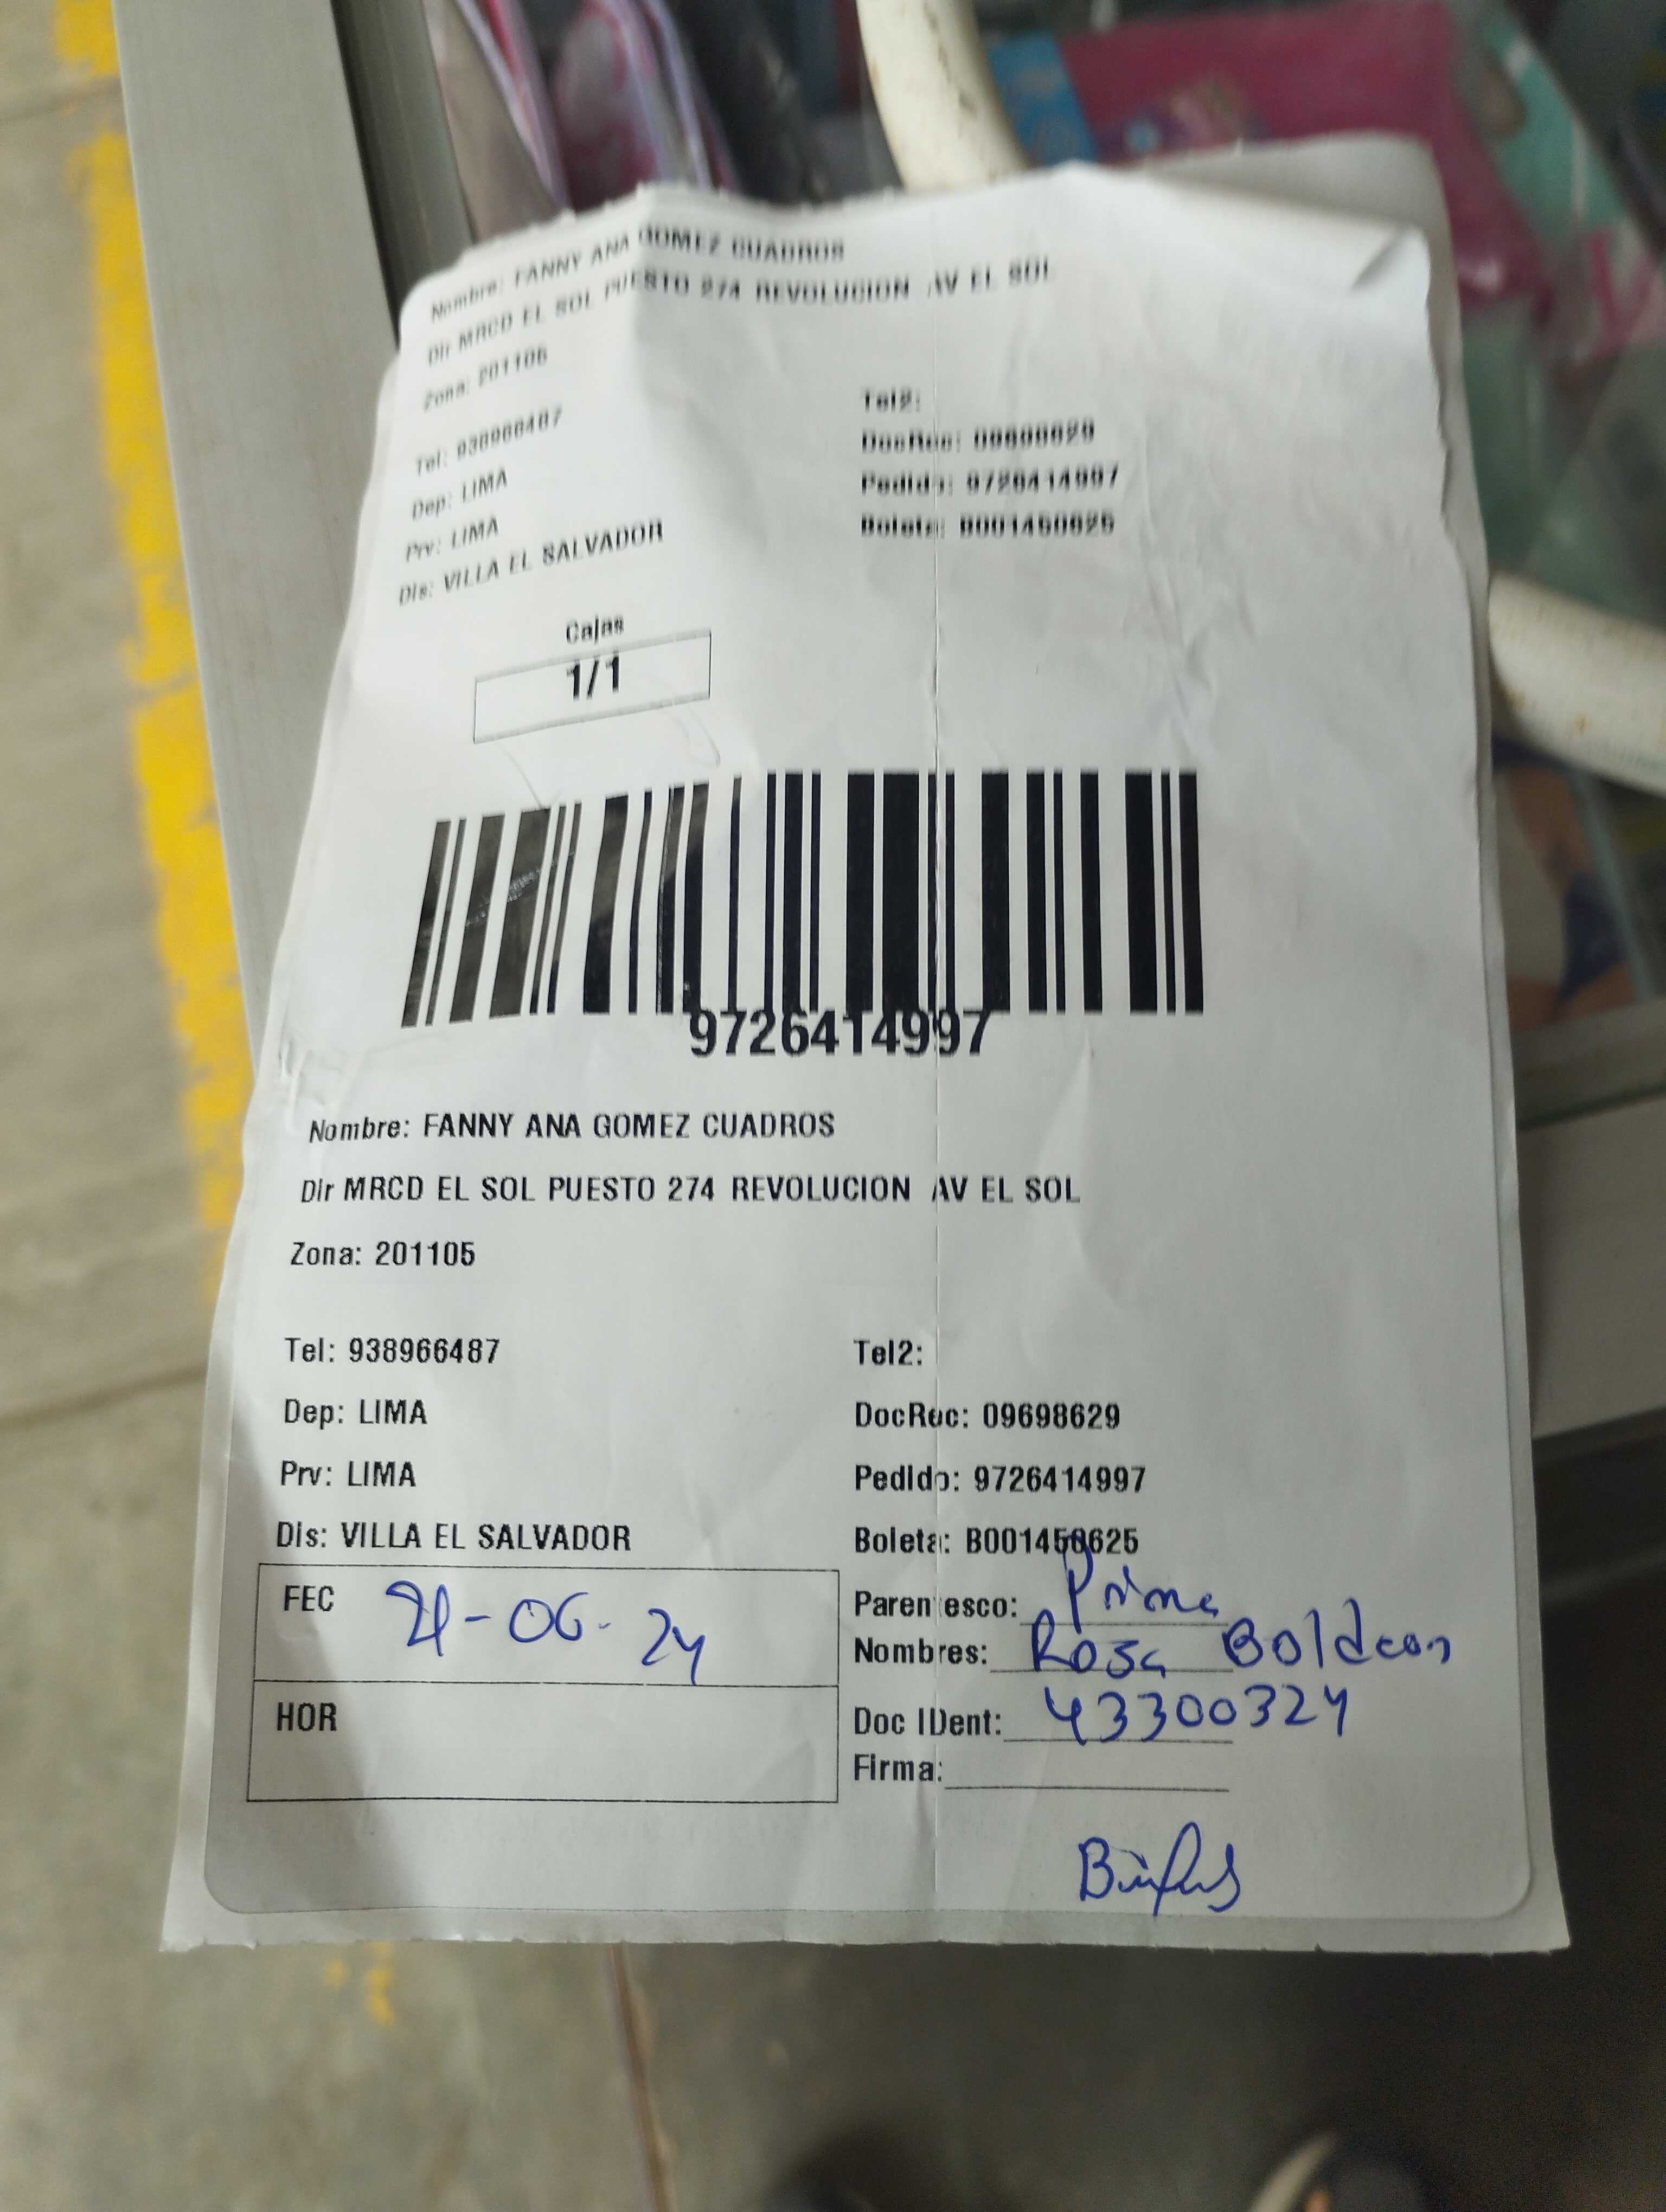 Nombre: FANNY ANA GOMEZ CUADROS
Dir MRCD EL SOL PUESTO 274 REVOLUCION AV EL SOL
Zona: 201105
Tel: 938966487 Tel2:
Dep: LIMA DocRec: 09698629
Prv: LIMA Pedido: 9726414997
Dis: VILLA EL SALVADOR Boleta: B001450625
Cajas
1/1
9726414997
Nombre: FANNY ANA GOMEZ CUADROS
Dir MRCD EL SOL PUESTO 274 REVOLUCION AV EL SOL
Zona: 201105
Tel: 938966487 Tel2:
Dep: LIMA DocRec: 09698629
Prv: LIMA Pedido: 9726414997
Dis: VILLA EL SALVADOR Boleta: B001450625
FEC 21-06-24 Parentesco: Prima
Nombres: Rosa
HOR Doc IDent: 43300324
Firma: